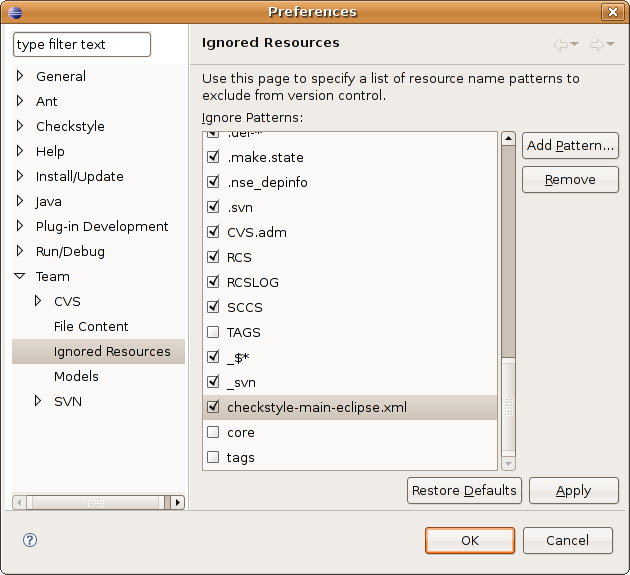 Preferences
type filter text
General
Ant
Checkstyle
Help
Install/Update
Java
Plug-in Development
Run/Debug
Team
CVS
File Content
Ignored Resources
Models
SVN
Ignored Resources
Use this page to specify a list of resource name patterns to
exclude from version control.
Ignore Patterns:
.make.state
.nse_depinfo
.svn
CVS.adm
RCS
RCSLOG
SCCS
TAGS
_$*
_svn
checkstyle-main-eclipse.xml
core
tags
Add Pattern...
Remove
Restore Defaults
Apply
?
OK
Cancel